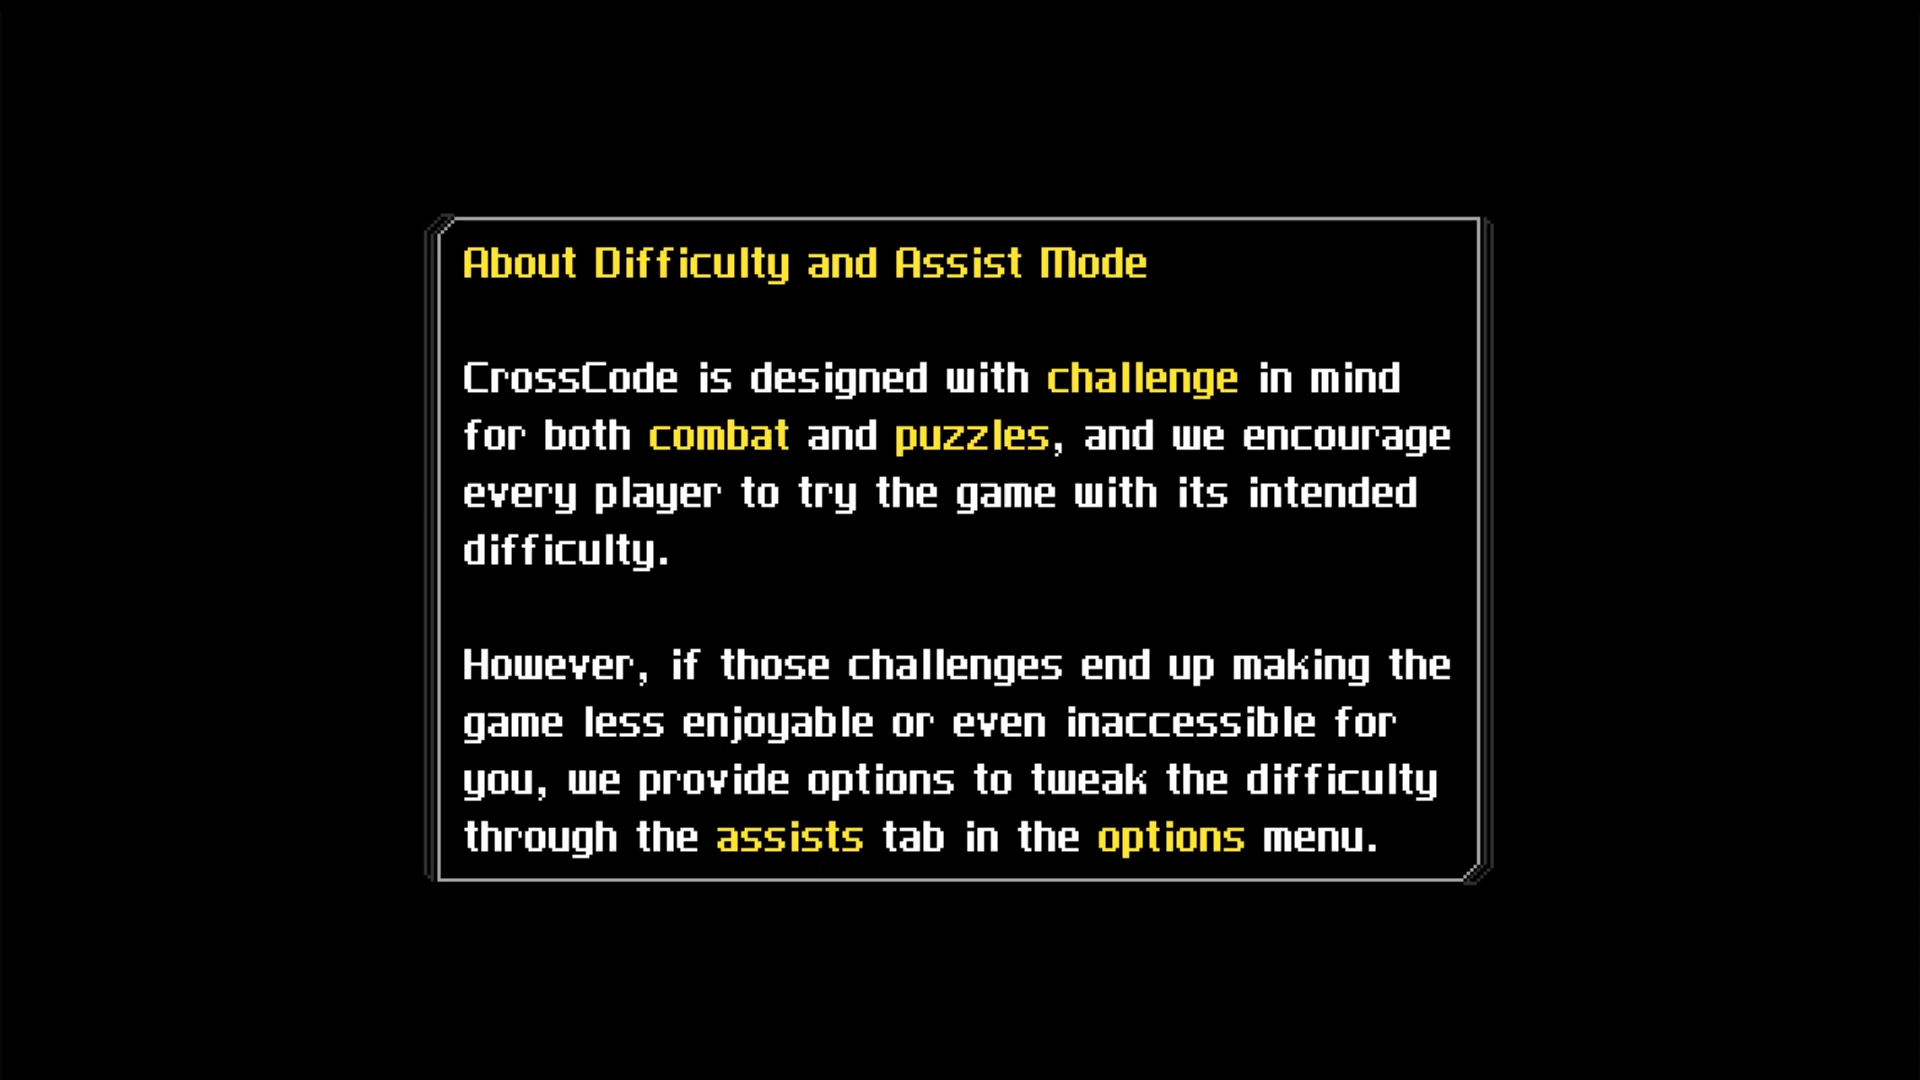 About Difficulty and Assist Mode
CrossCode is designed with challenge in mind
for both combat and puzzles, and we encourage
every player to try the game with its intended
difficulty.
However, if those challenges end up making the
game less enjoyable or even inaccessible for
you, we provide options to tweak the difficulty
through the assists tab in the options menu.